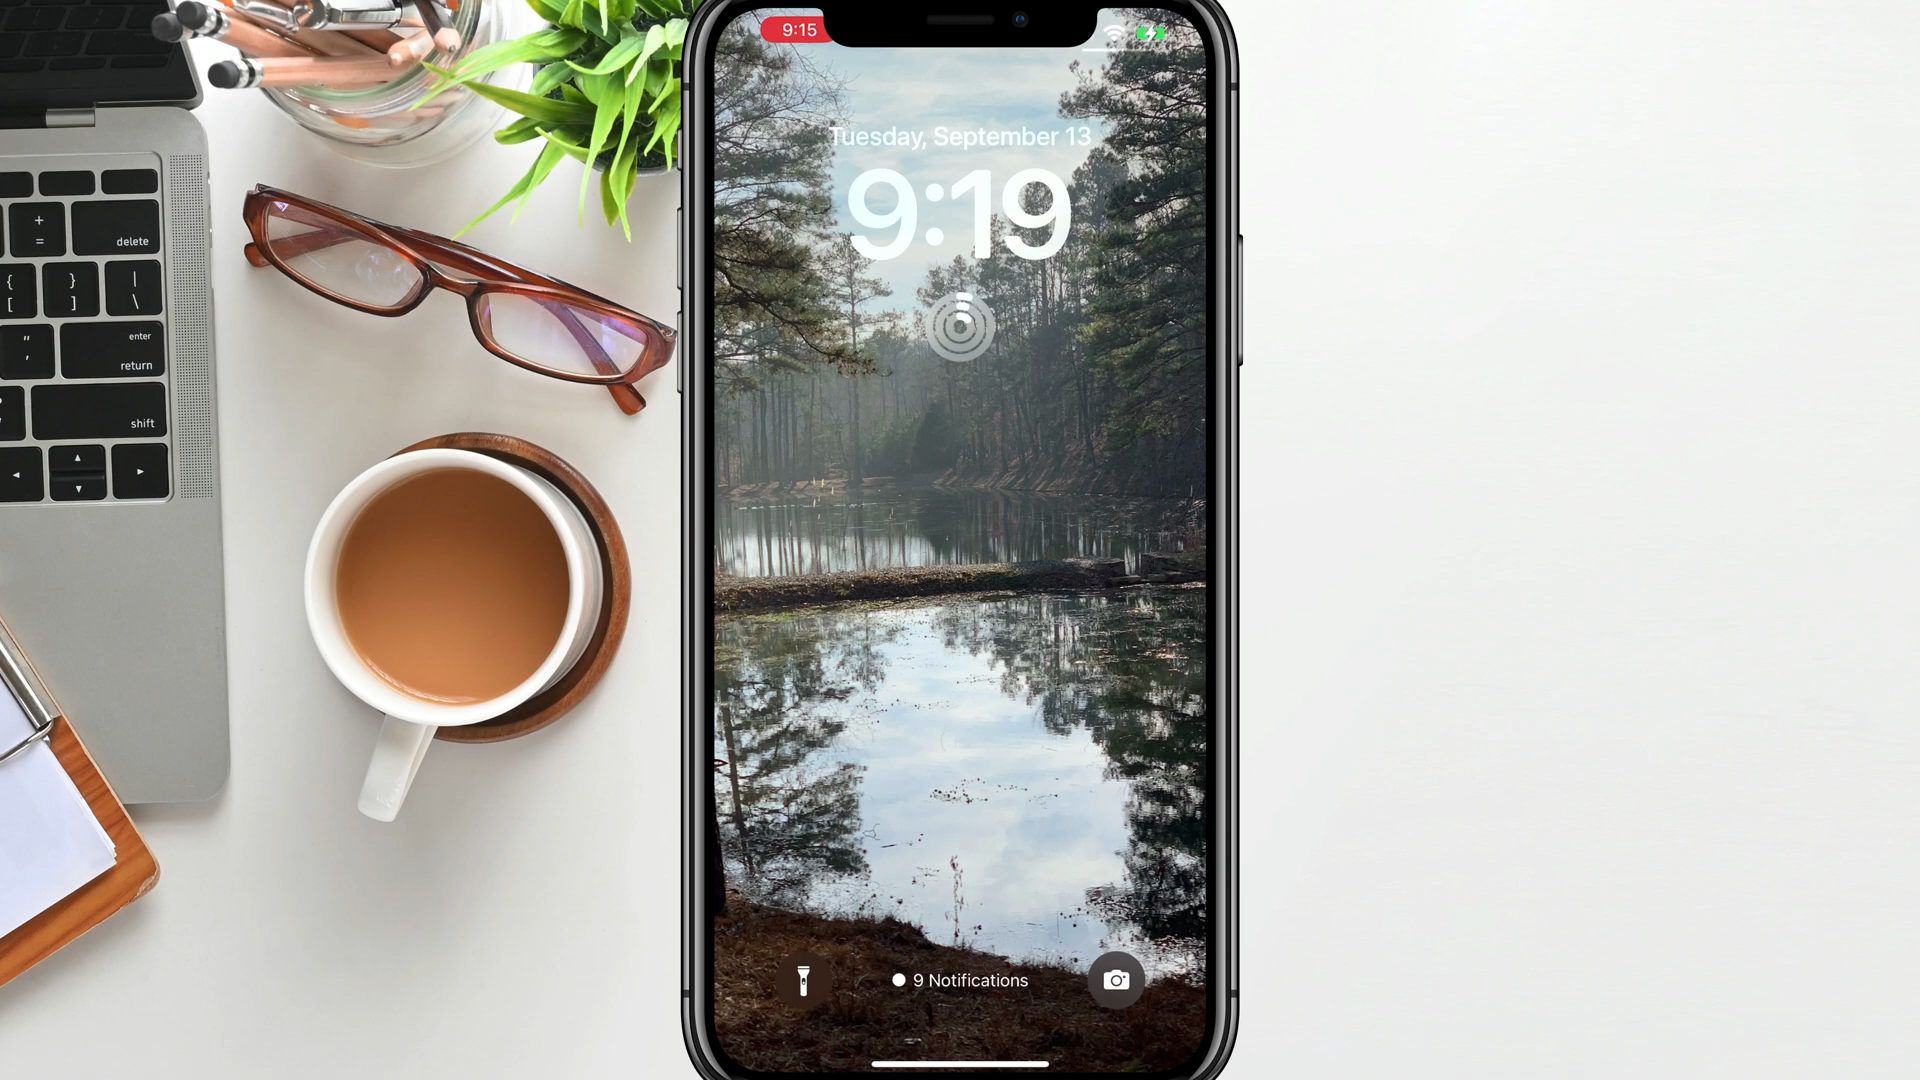 9:15
Tuesday, September 13
9:19
9 Notifications
+
=
delete
{
[
}
]
|
\
"
'
enter
return
shift